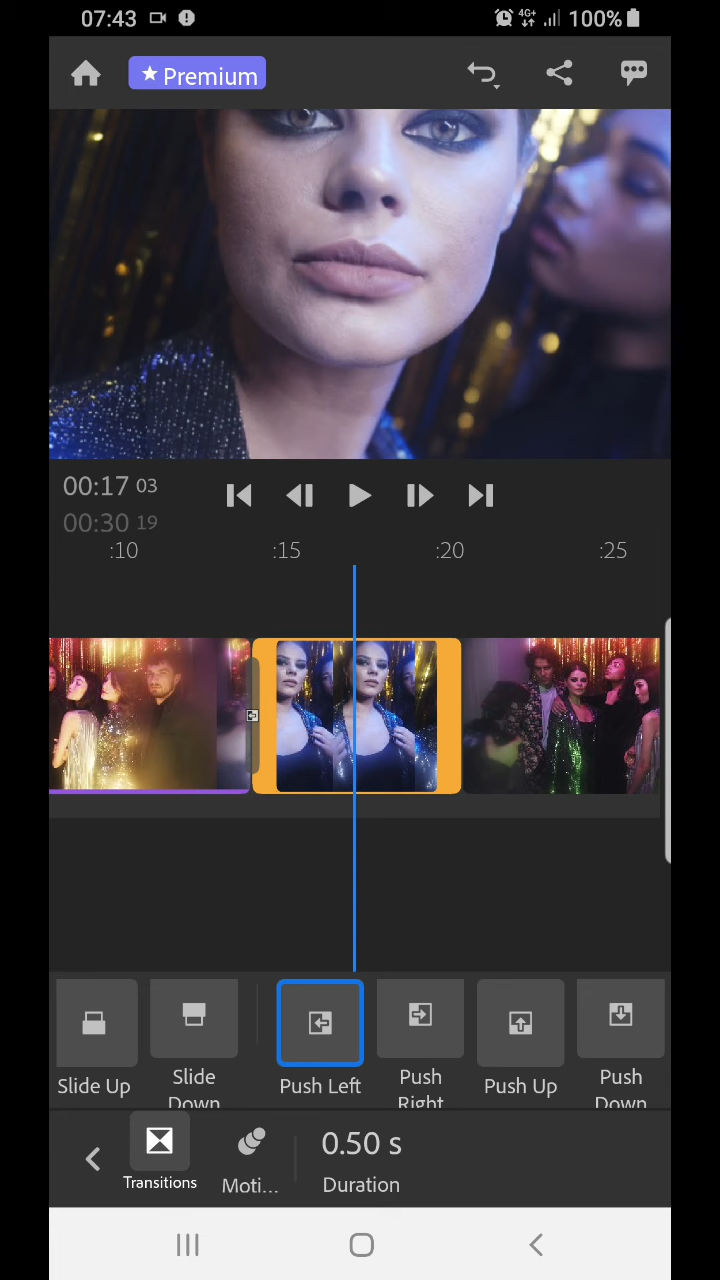 07:43
4G+
100%
Premium
00:17 03
00:30 19
:10 :15 :20 :25
Slide Up
Slide
Down
Push Left
Push
Right
Push Up
Push
Down
Transitions
Moti...
0.50 s
Duration